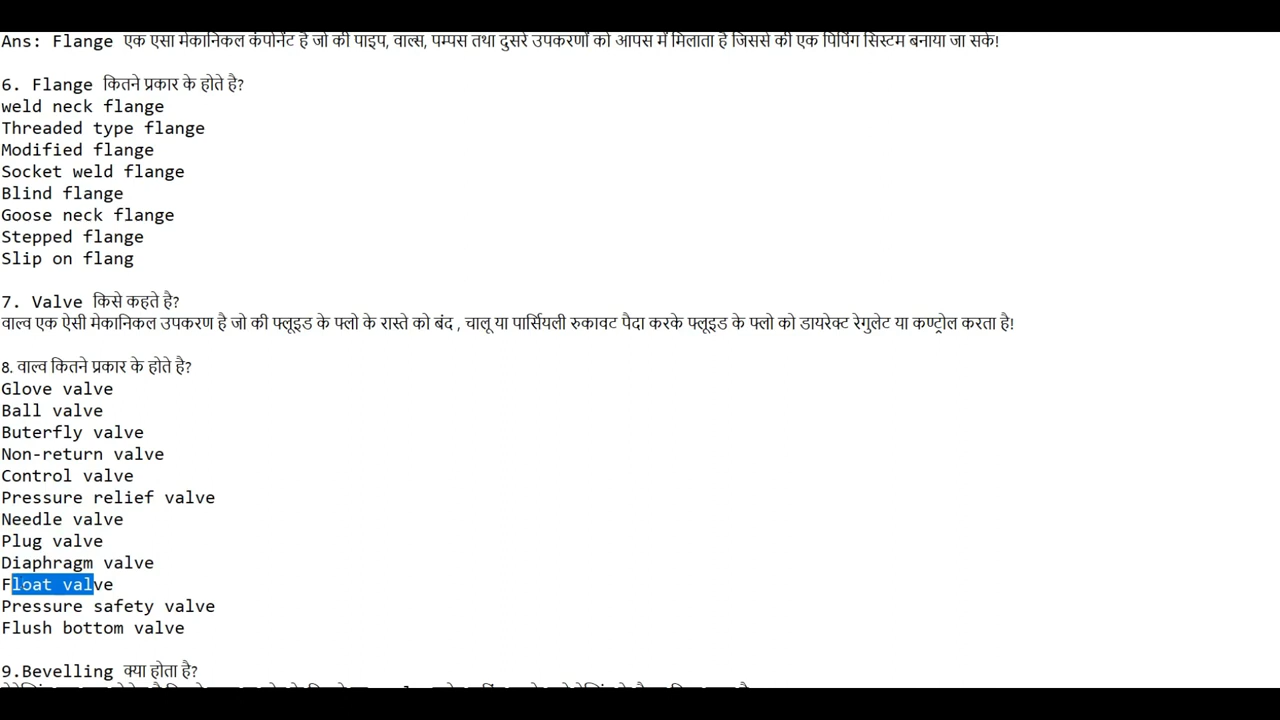 Ans: Flange एक एसा मेकानिकल कंपोनेंट है जो की पाइप, वाल्स, पम्पस तथा दुसरे उपकरणों को आपस में मिलाता है जिससे की एक पिपिंग सिस्टम बनाया जा सके!
6. Flange कितने प्रकार के होते है?
weld neck flange
Threaded type flange
Modified flange
Socket weld flange
Blind flange
Goose neck flange
Stepped flange
Slip on flang
7. Valve किसे कहते है?
वाल्व एक ऐसी मेकानिकल उपकरण है जो की फ्लूइड के फ्लो के रास्ते को बंद , चालू या पार्सियली रुकावट पैदा करके फ्लूइड के फ्लो को डायरेक्ट रेगुलेट या कण्ट्रोल करता है!
8. वाल्व कितने प्रकार के होते है?
Glove valve
Ball valve
Buterfly valve
Non-return valve
Control valve
Pressure relief valve
Needle valve
Plug valve
Diaphragm valve
Float valve
Pressure safety valve
Flush bottom valve
9.Bevelling क्या होता है?